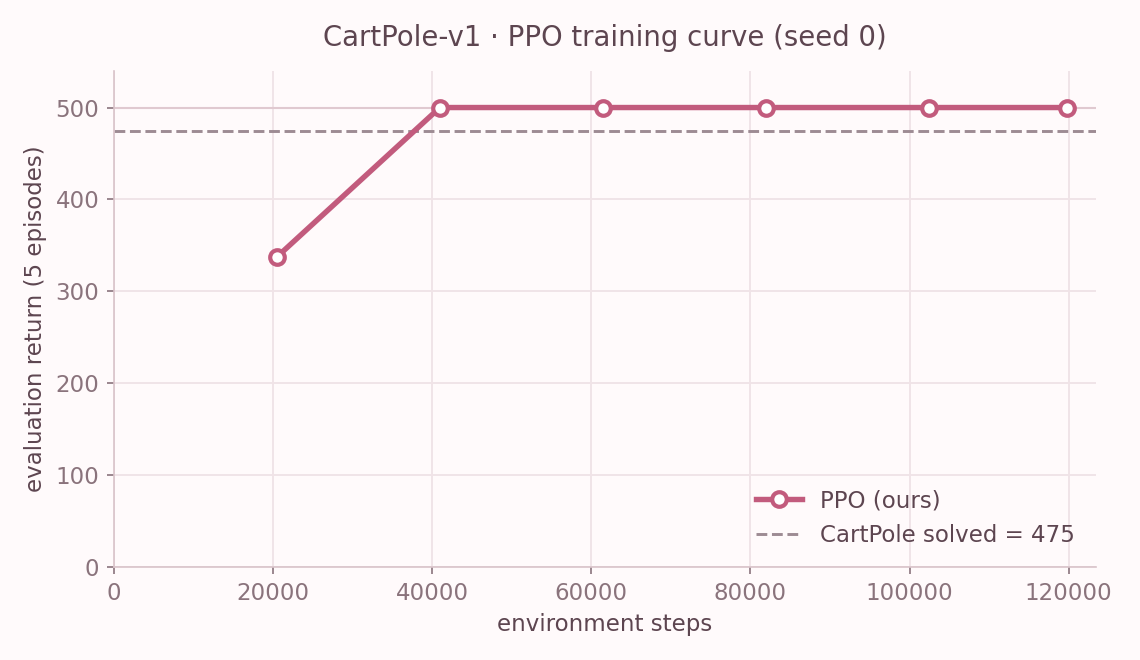 CartPole-v1 · PPO training curve (seed 0)
evaluation return (5 episodes)
500
400
300
200
100
0
PPO (ours)
CartPole solved = 475
0 20000 40000 60000 80000 100000 120000
environment steps